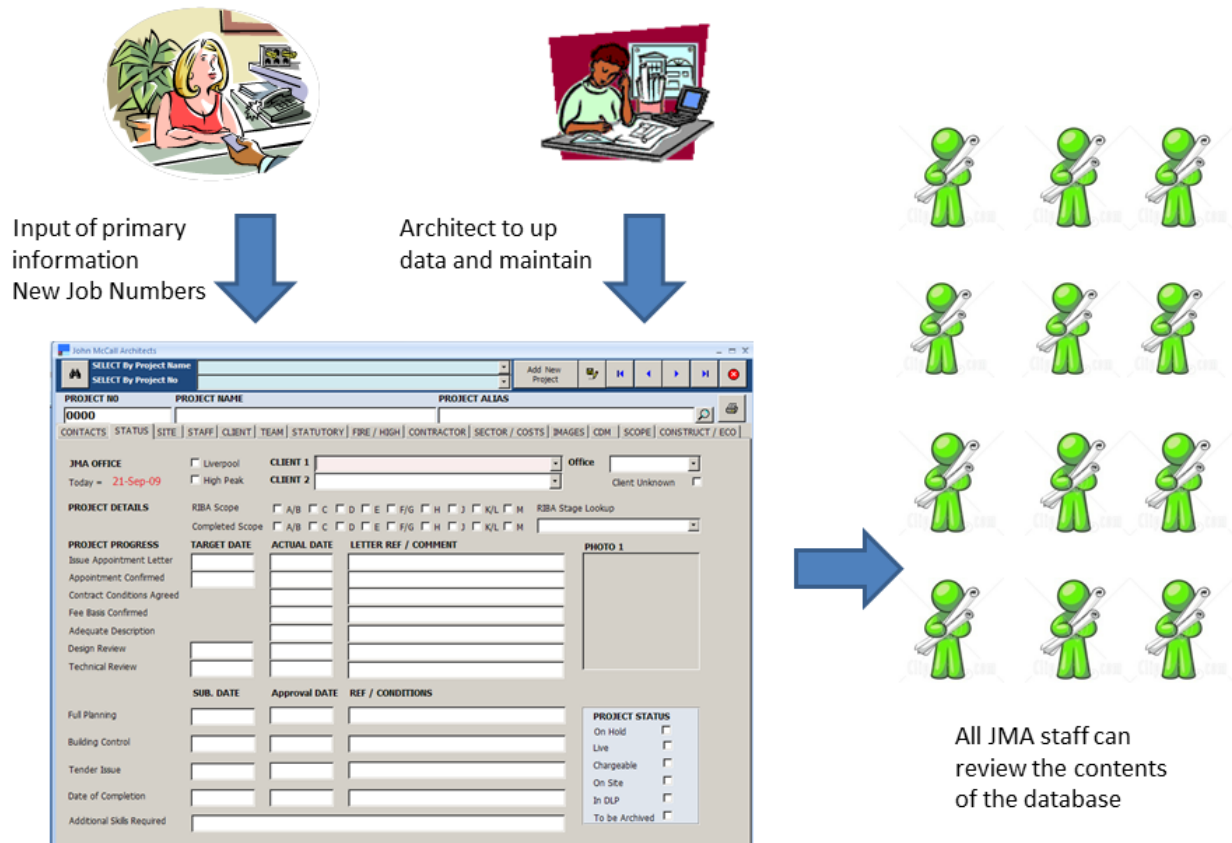 Input of primary
information
New Job Numbers
Architect to up
data and maintain
John McCall Architects
SELECT By Project Name
SELECT By Project No
Add New
Project
PROJECT NO
PROJECT NAME
PROJECT ALIAS
0000
CONTACTS STATUS SITE STAFF CLIENT TEAM STATUTORY FIRE / HIGH CONTRACTOR SECTOR / COSTS IMAGES CDM SCOPE CONSTRUCT / ECO
JMA OFFICE Liverpool CLIENT 1 Office
Today = 21-Sep-09 High Peak CLIENT 2 Client Unknown
PROJECT DETAILS RIBA Scope A/B C D E F/G H J K/L M RIBA Stage Lookup
Completed Scope A/B C D E F/G H J K/L M
PROJECT PROGRESS TARGET DATE ACTUAL DATE LETTER REF / COMMENT PHOTO 1
Issue Appointment Letter
Appointment Confirmed
Contract Conditions Agreed
Fee Basis Confirmed
Adequate Description
Design Review
Technical Review
SUB. DATE Approval DATE REF / CONDITIONS
Full Planning
Building Control
Tender Issue
Date of Completion
Additional Skills Required
PROJECT STATUS
On Hold
Live
Chargeable
On Site
In DLP
To be Archived
All JMA staff can
review the contents
of the database